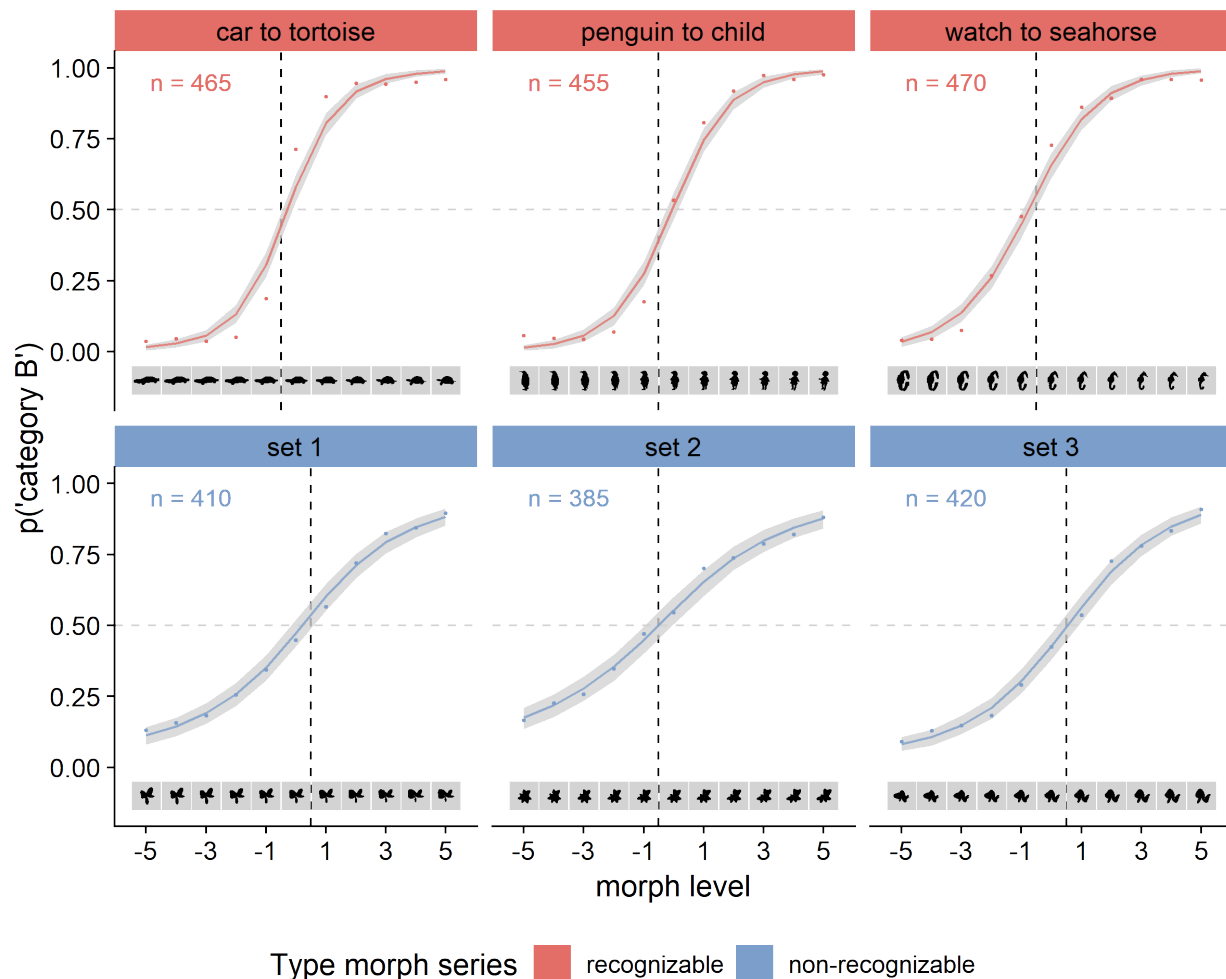 car to tortoise
penguin to child
watch to seahorse
n = 465
n = 455
n = 470
1.00
0.75
0.50
0.25
0.00
set 1
set 2
set 3
n = 410
n = 385
n = 420
1.00
0.75
0.50
0.25
0.00
p('category B')
-5 -3 -1 1 3 5
-5 -3 -1 1 3 5
-5 -3 -1 1 3 5
morph level
Type morph series recognizable non-recognizable